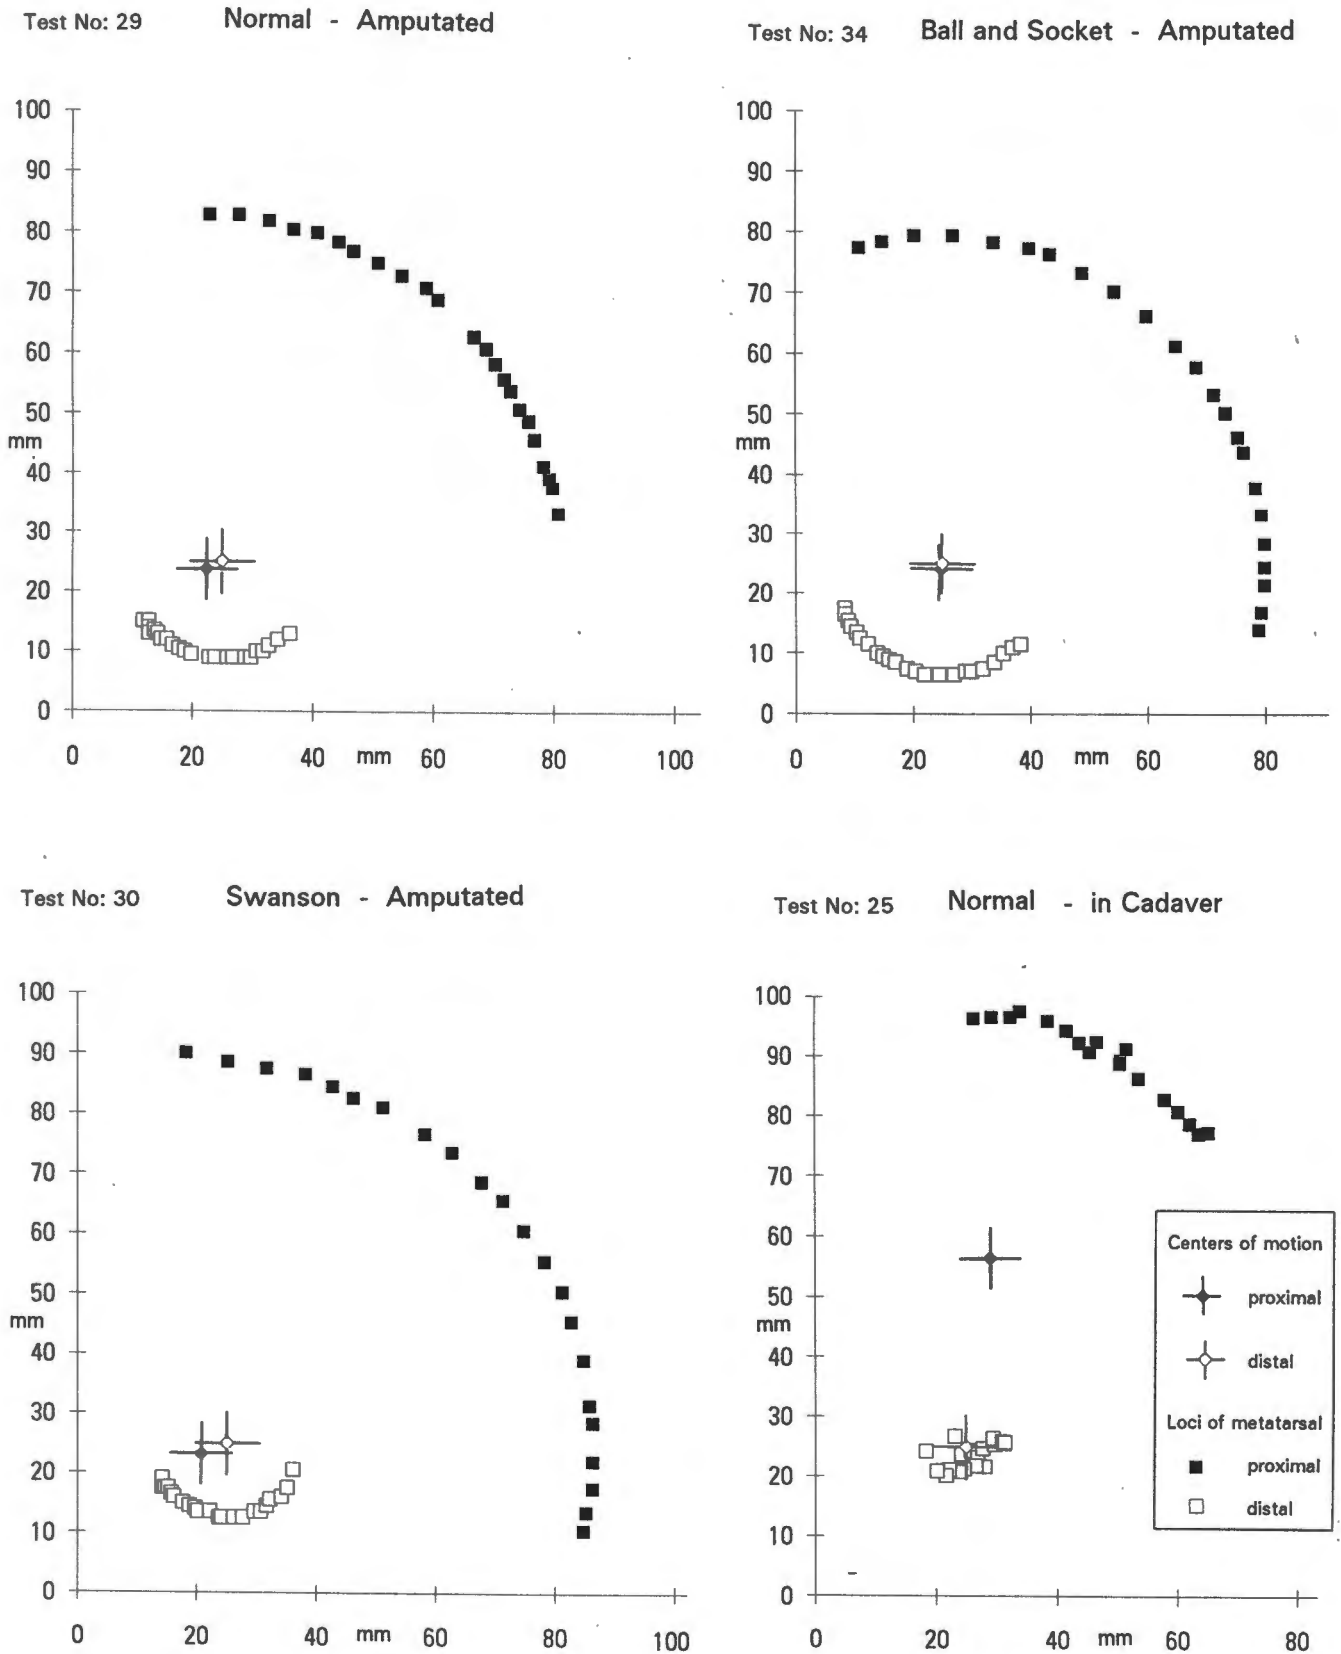 Test No: 29 Normal - Amputated
100
90
80
70
60
50
mm
40
30
20
10
0
0 20 40 mm 60 80 100
Test No: 34 Ball and Socket - Amputated
100
90
80
70
60
50
mm
40
30
20
10
0
0 20 40 mm 60 80
Test No: 30 Swanson - Amputated
100
90
80
70
60
50
mm
40
30
20
10
0
0 20 40 mm 60 80 100
Test No: 25 Normal - in Cadaver
100
90
80
70
60
50
mm
40
30
20
10
0
0 20 40 mm 60 80
Centers of motion
proximal
distal
Loci of metatarsal
proximal
distal